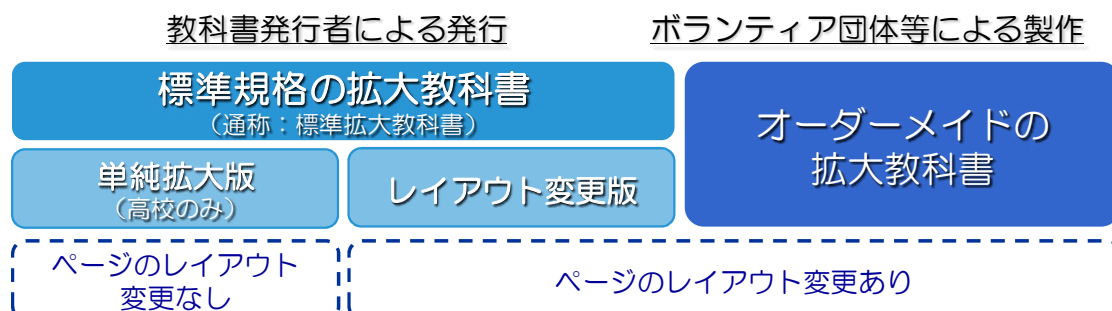 教科書発行者による発行
ボランティア団体等による製作
標準規格の拡大教科書
（通称：標準拡大教科書）
オーダーメイドの
拡大教科書
単純拡大版
（高校のみ）
レイアウト変更版
ページのレイアウト
変更なし
ページのレイアウト変更あり